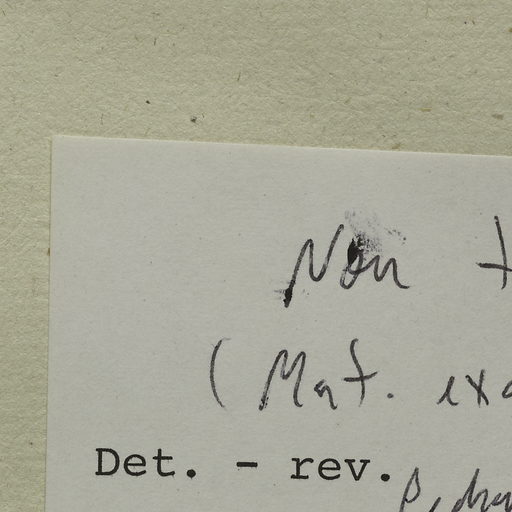 Non t
(Mat. exa
Det. - rev.